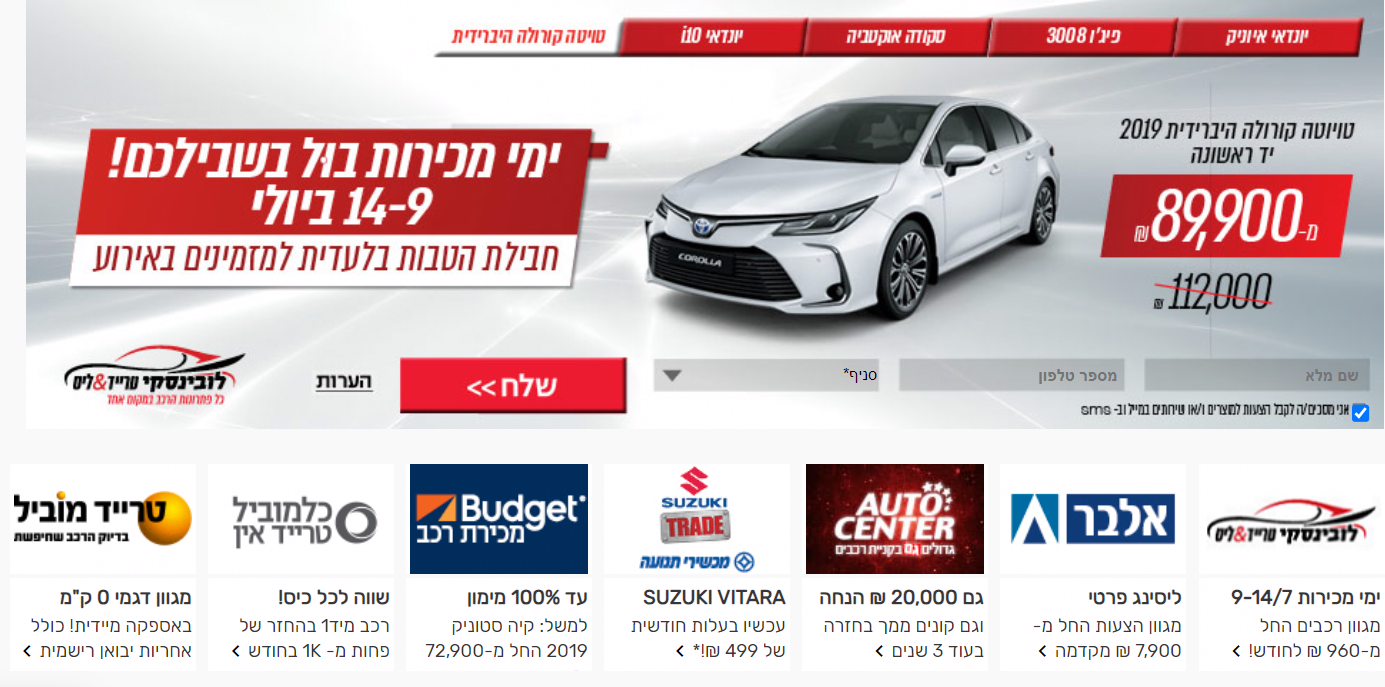 יונדאי איוניק
פיג'ו 3008
סקודה אוקטביה
יונדאי i10
טויטה קורולה היברידית
טויוטה קורולה היברידית 2019
יד ראשונה
מ-89,900 ₪
112,000 ₪
ימי מכירות בול בשבילכם!
14-9 ביולי
חבילת הטבות בלעדית למזמינים באירוע
COROLLA
שם מלא
מספר טלפון
סניף*
שלח >>
הערות
אני מסכים/ה לקבל הצעות למוצרים ו/או שירותים במייל וב- sms
לובינסקי טרייד&ליס
כל פתרונות הרכב במקום אחד
לובינסקי טרייד&ליס
ימי מכירות 9-14/7
מגוון רכבים החל
מ-960 ₪ לחודש!
אלבר
ליסינג פרטי
מגוון הצעות החל מ-
7,900 ₪ מקדמה
AUTO
CENTER
גדולים גם בקניית רכבים
גם 20,000 ₪ הנחה
וגם קונים ממך בחזרה
בעוד 3 שנים
SUZUKI
TRADE
מכשירי תנועה
SUZUKI VITARA
עכשיו בעלות חודשית
של 499 ₪!*
Budget
מכירת רכב
עד 100% מימון
למשל: קיה סטוניק
2019 החל מ-72,900
כלמוביל
טרייד אין
שווה לכל כיס!
רכב מיד1 בהחזר של
פחות מ- 1K בחודש
טרייד מוביל
בדיוק הרכב שחיפשת
מגוון דגמי 0 ק"מ
באספקה מיידית! כולל
אחריות יבואן רישמית